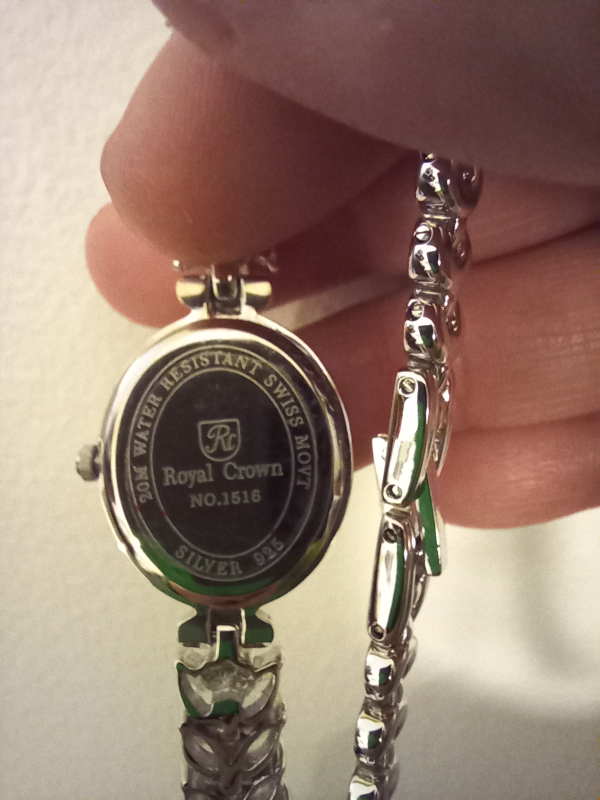 20M WATER RESISTANT SWISS MOVT
Rc
Royal Crown
NO.1516
SILVER 925